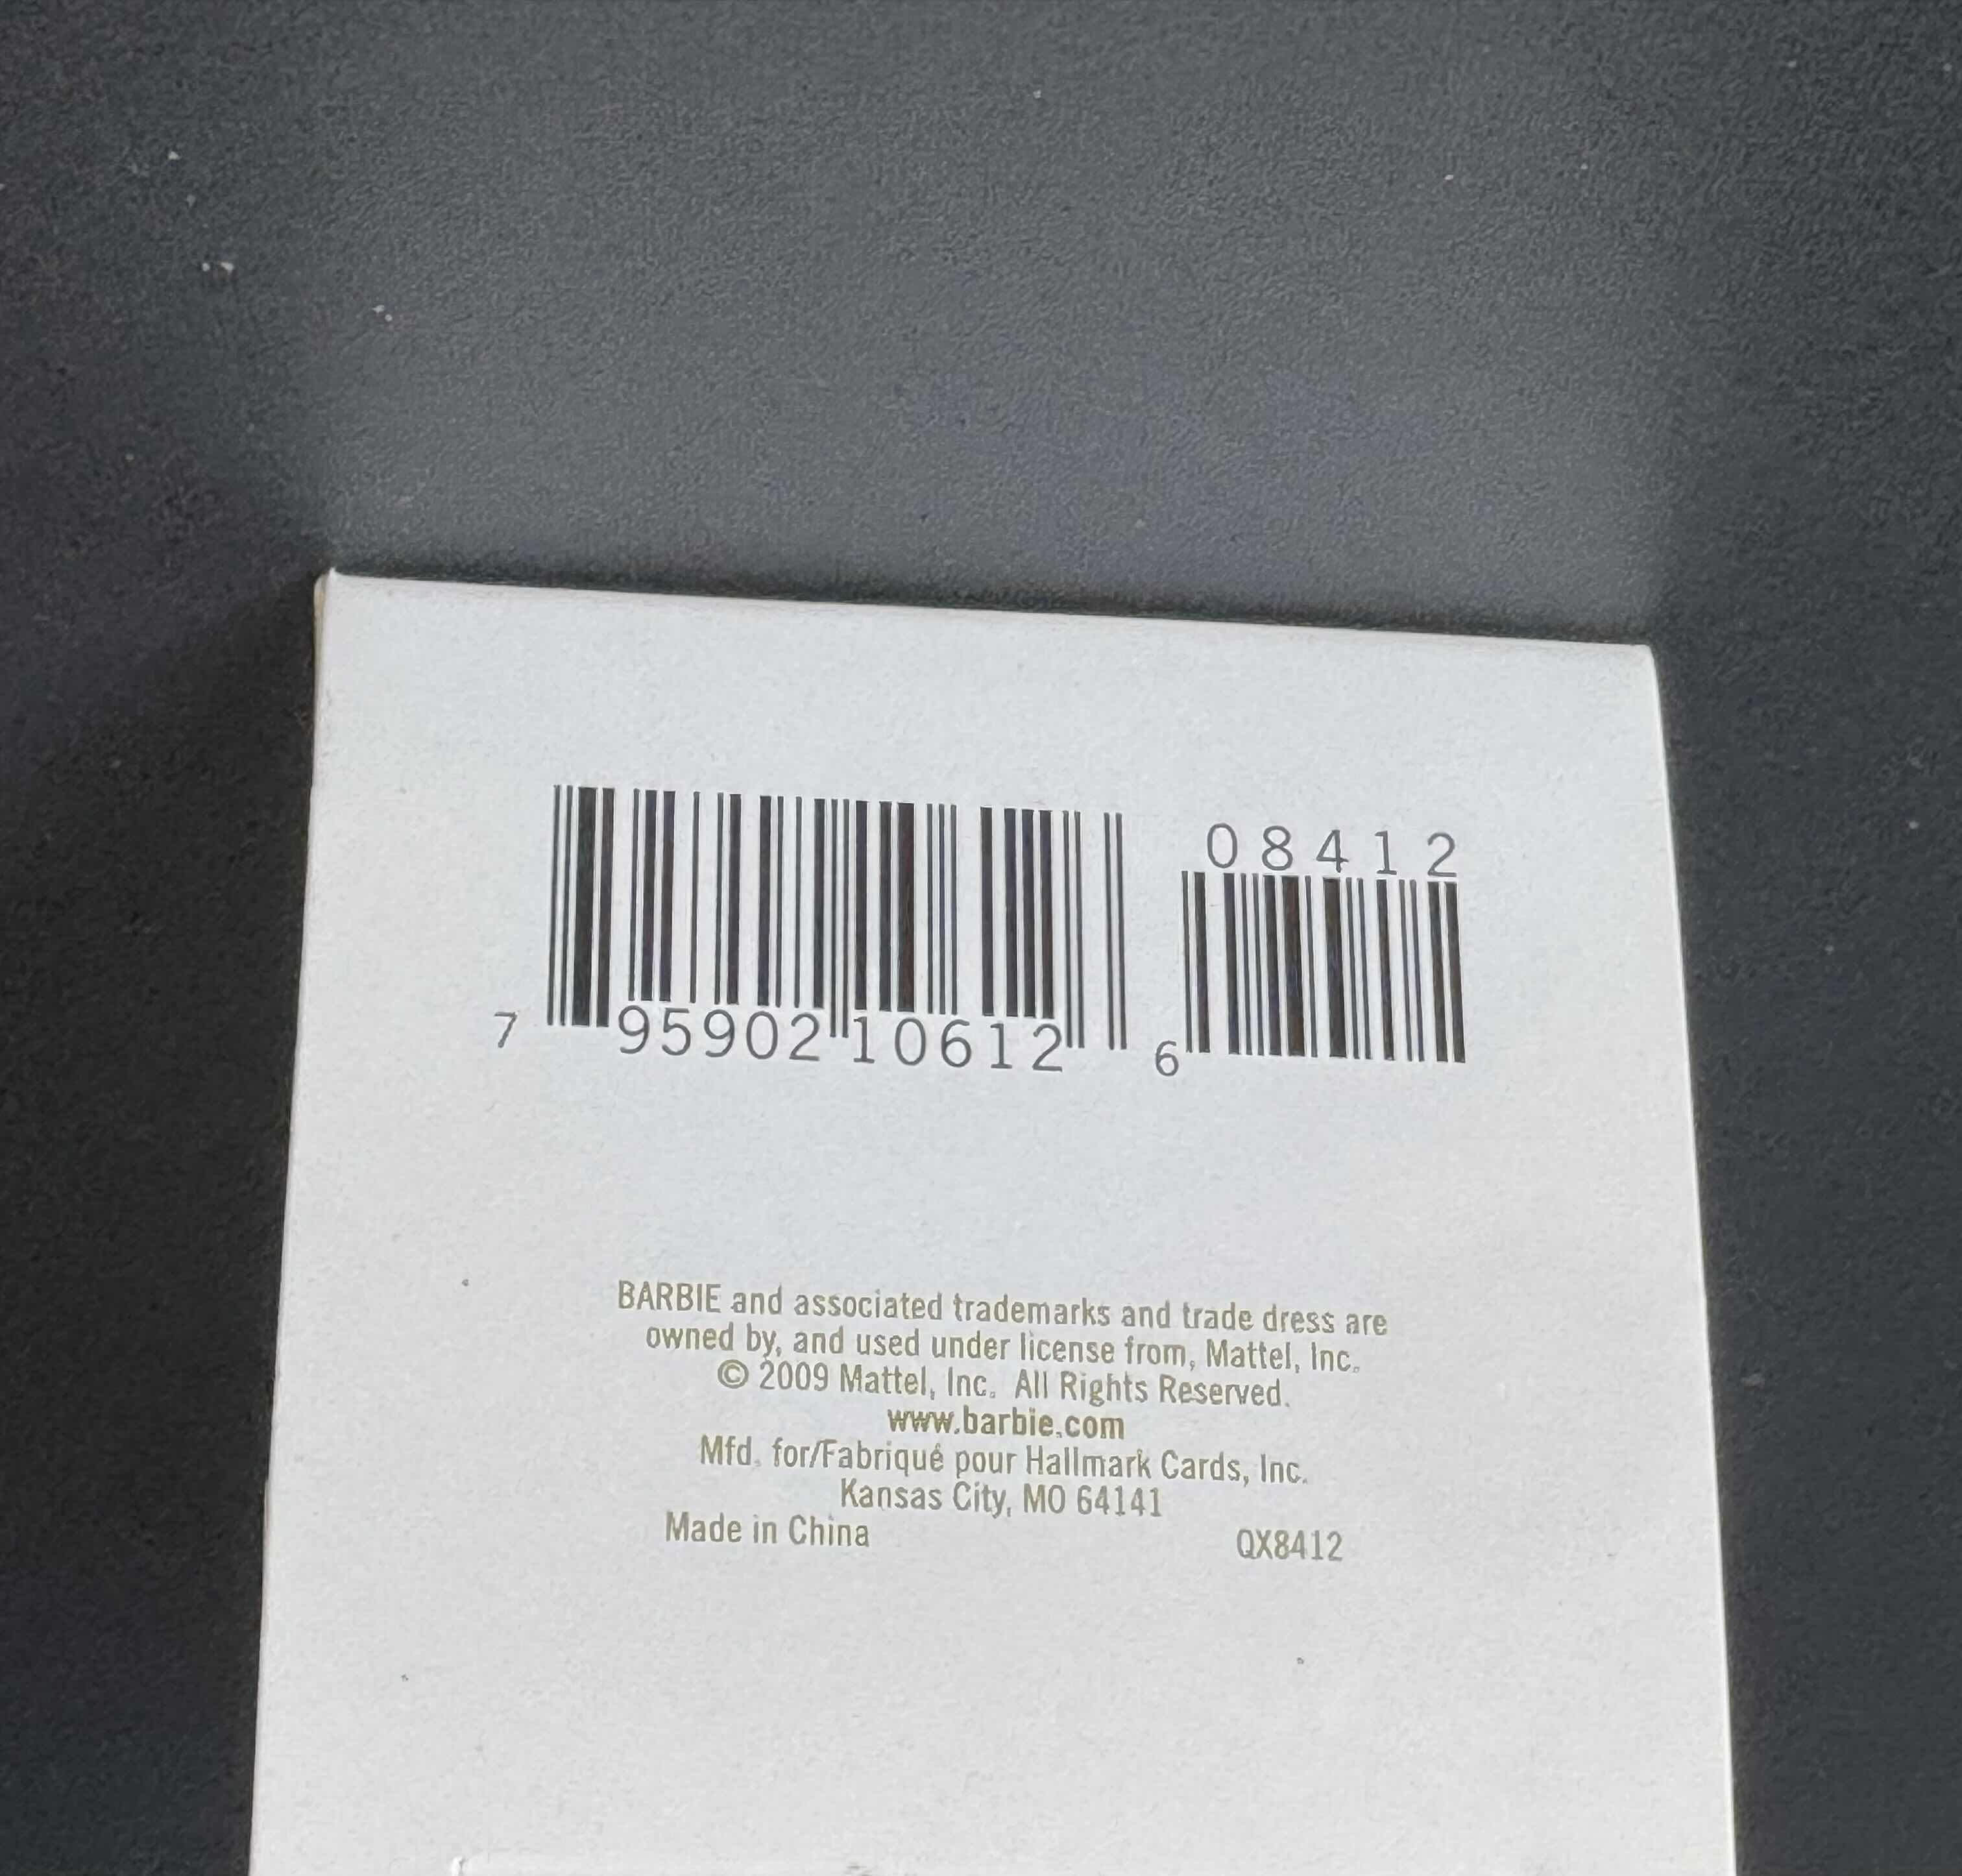 08412
7 95902 10612 6
BARBIE and associated trademarks and trade dress are
owned by, and used under license from, Mattel, Inc.
© 2009 Mattel, Inc. All Rights Reserved.
www.barbie.com
Mfd. for/Fabriqué pour Hallmark Cards, Inc.
Kansas City, MO 64141
Made in China QX8412